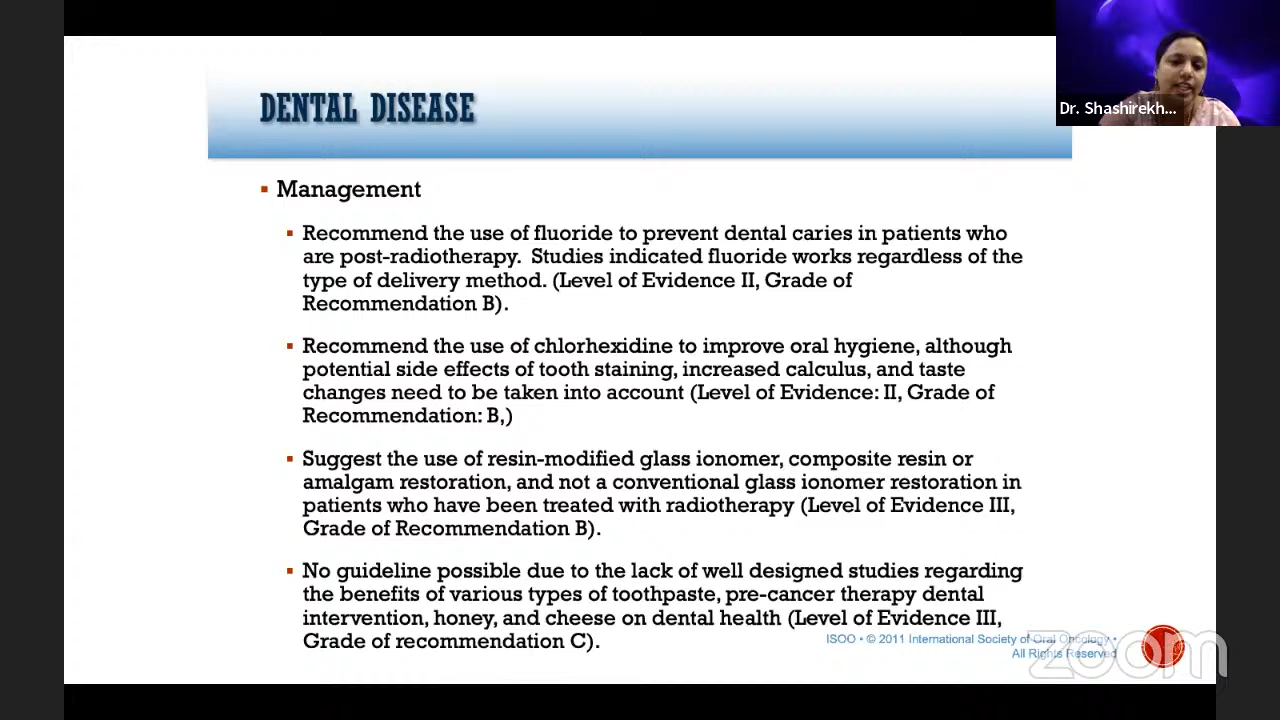 DENTAL DISEASE
Dr. Shashirekh...
Management
Recommend the use of fluoride to prevent dental caries in patients who
are post-radiotherapy.  Studies indicated fluoride works regardless of the
type of delivery method. (Level of Evidence II, Grade of
Recommendation B).
Recommend the use of chlorhexidine to improve oral hygiene, although
potential side effects of tooth staining, increased calculus, and taste
changes need to be taken into account (Level of Evidence: II, Grade of
Recommendation: B,)
Suggest the use of resin-modified glass ionomer, composite resin or
amalgam restoration, and not a conventional glass ionomer restoration in
patients who have been treated with radiotherapy (Level of Evidence III,
Grade of Recommendation B).
No guideline possible due to the lack of well designed studies regarding
the benefits of various types of toothpaste, pre-cancer therapy dental
intervention, honey, and cheese on dental health (Level of Evidence III,
Grade of recommendation C).
ISOO • © 2011 International Society of Oral Oncology •
All Rights Reserved
zoom